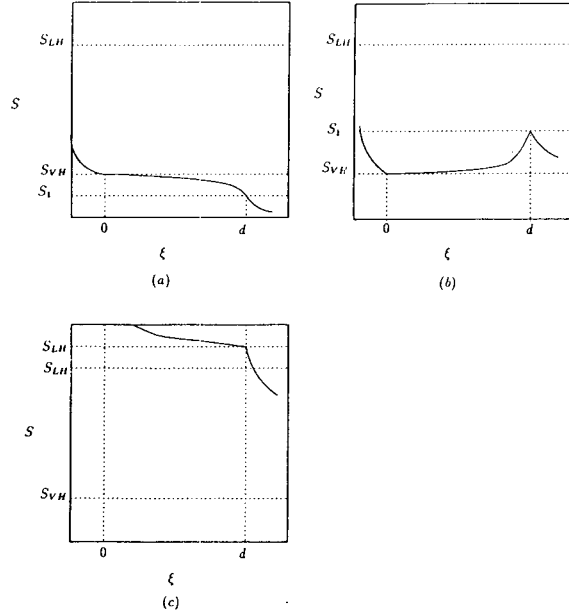 S_{LH}
S
S_{VH}
S_1
0
d
ξ
(a)
S_{LH}
S
S_1
S_{VH}
0
d
ξ
(b)
S_{LH}
S_{LH}
S
S_{VH}
0
d
ξ
(c)